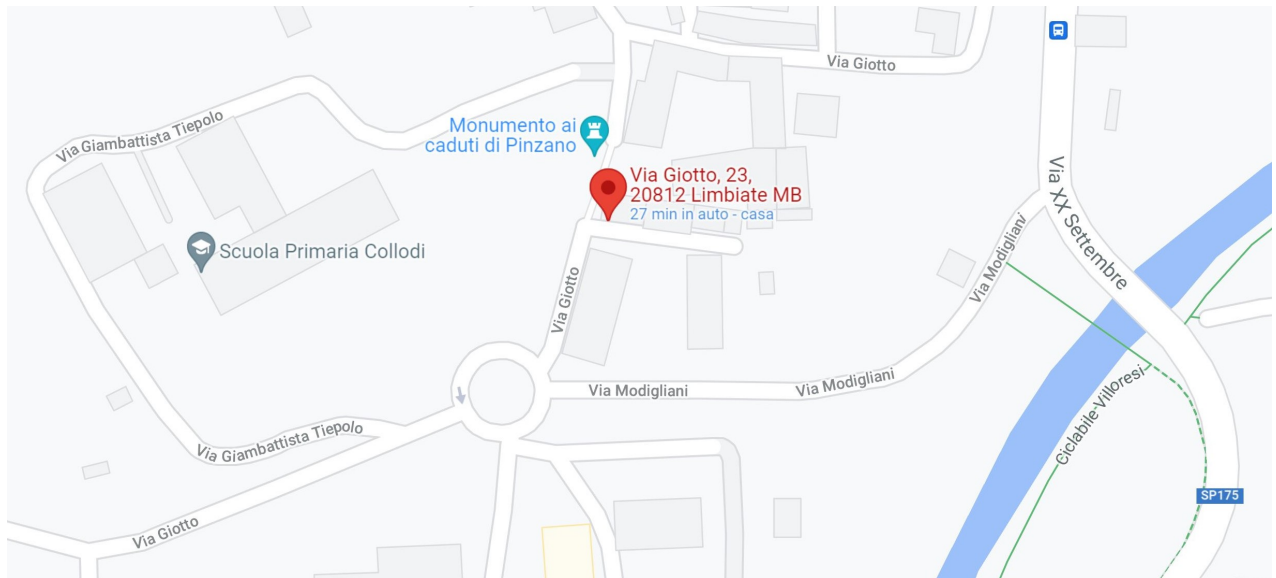 Via Giotto
Via Giambattista Tiepolo
Monumento ai
caduti di Pinzano
Via Giotto, 23,
20812 Limbiate MB
27 min in auto - casa
Via XX Settembre
Scuola Primaria Collodi
Via Modigliani
Via Giotto
Via Modigliani
Via Modigliani
Ciclabile Villoresi
Via Giambattista Tiepolo
SP175
Via Giotto